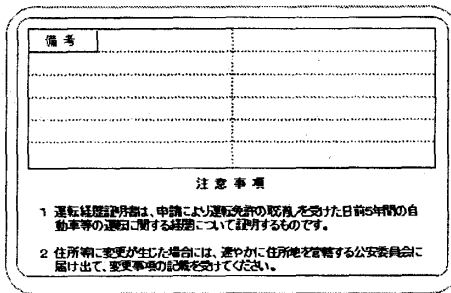 備考
注意事項
1 運転経歴証明書は、申請により運転免許の取消しを受けた日前5年間の自
動車等の運転に関する経歴について証明するものです。
2 住所等に変更が生じた場合には、速やかに住所地を管轄する公安委員会に
届け出て、変更事項の記載を受けてください。